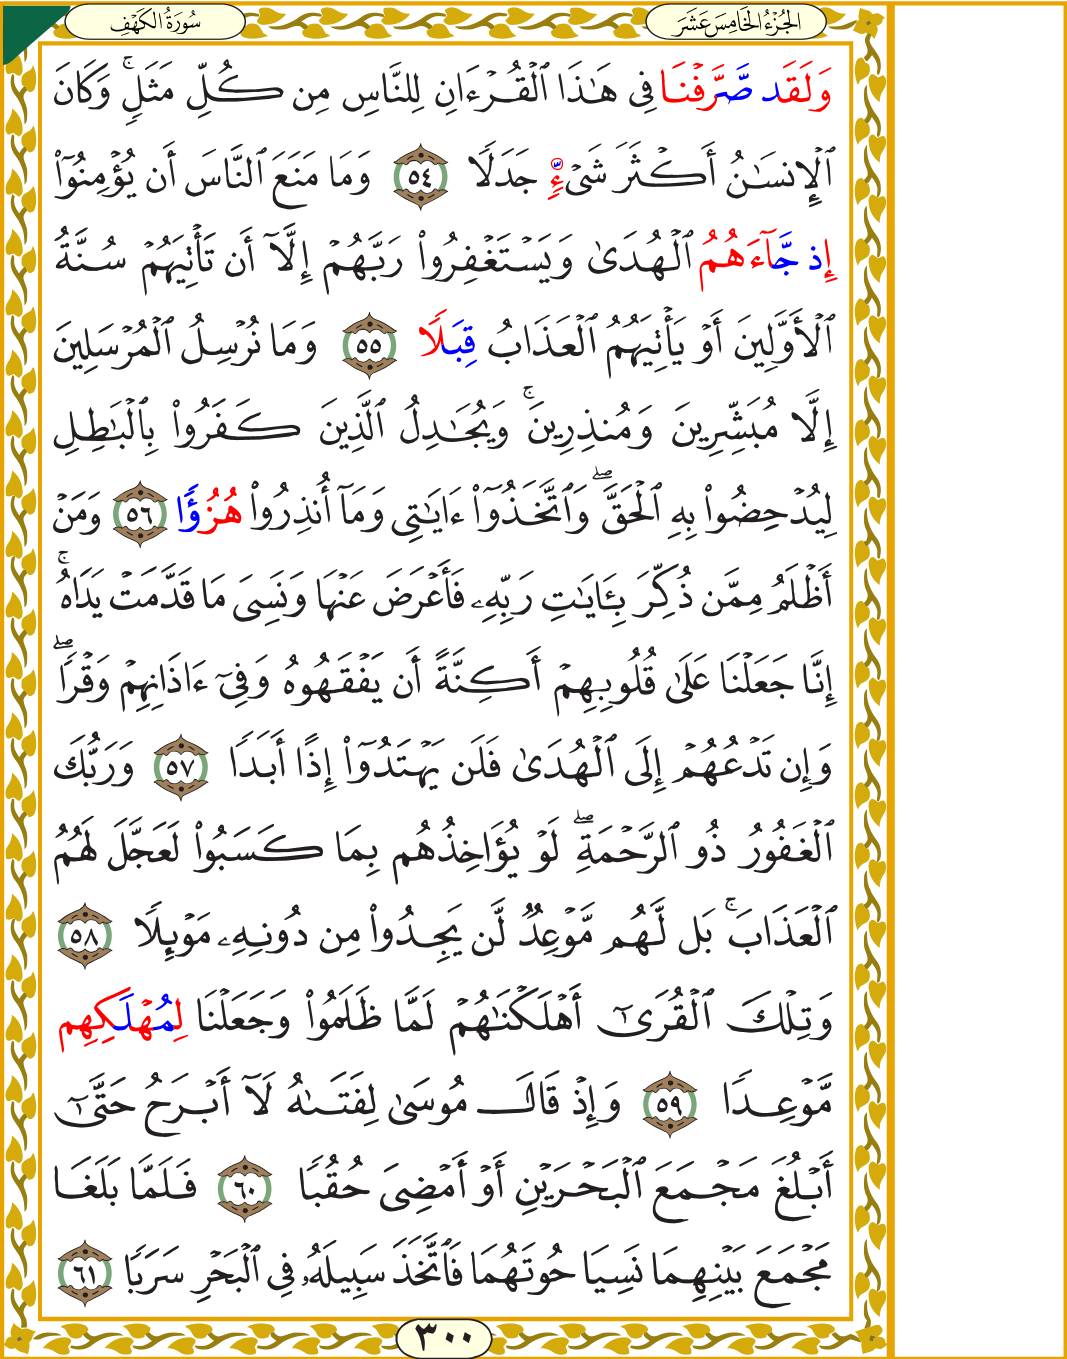 الجُزْءُ الخَامِسَ عَشَرَ
سُورَةُ الكَهْفِ
وَلَقَد صَّرَّفْنَا فِي هَٰذَا ٱلْقُرْءَانِ لِلنَّاسِ مِن كُلِّ مَثَلٍۚ وَكَانَ
ٱلْإِنسَٰنُ أَكْثَرَ شَىْءٍ جَدَلًا ٥٤ وَمَا مَنَعَ ٱلنَّاسَ أَن يُؤْمِنُوٓا۟
إِذ جَّآءَهُمُ ٱلْهُدَىٰ وَيَسْتَغْفِرُوا۟ رَبَّهُمْ إِلَّآ أَن تَأْتِيَهُمْ سُنَّةُ
ٱلْأَوَّلِينَ أَوْ يَأْتِيَهُمُ ٱلْعَذَابُ قِبَلًا ٥٥ وَمَا نُرْسِلُ ٱلْمُرْسَلِينَ
إِلَّا مُبَشِّرِينَ وَمُنذِرِينَۚ وَيُجَٰدِلُ ٱلَّذِينَ كَفَرُوا۟ بِٱلْبَٰطِلِ
لِيُدْحِضُوا۟ بِهِ ٱلْحَقَّۖ وَٱتَّخَذُوٓا۟ ءَايَٰتِى وَمَآ أُنذِرُوا۟ هُزُؤًا ٥٦ وَمَنْ
أَظْلَمُ مِمَّن ذُكِّرَ بِـَٔايَٰتِ رَبِّهِۦ فَأَعْرَضَ عَنْهَا وَنَسِىَ مَا قَدَّمَتْ يَدَاهُۚ
إِنَّا جَعَلْنَا عَلَىٰ قُلُوبِهِمْ أَكِنَّةً أَن يَفْقَهُوهُ وَفِىٓ ءَاذَانِهِمْ وَقْرًاۖ
وَإِن تَدْعُهُمْ إِلَى ٱلْهُدَىٰ فَلَن يَهْتَدُوٓا۟ إِذًا أَبَدًا ٥٧ وَرَبُّكَ
ٱلْغَفُورُ ذُو ٱلرَّحْمَةِۖ لَوْ يُؤَاخِذُهُم بِمَا كَسَبُوا۟ لَعَجَّلَ لَهُمُ
ٱلْعَذَابَۚ بَل لَّهُم مَّوْعِدٌ لَّن يَجِدُوا۟ مِن دُونِهِۦ مَوْئِلًا ٥٨
وَتِلْكَ ٱلْقُرَىٰٓ أَهْلَكْنَٰهُمْ لَمَّا ظَلَمُوا۟ وَجَعَلْنَا لِمُهْلَكِهِم
مَّوْعِدًا ٥٩ وَإِذْ قَالَ مُوسَىٰ لِفَتَىٰهُ لَآ أَبْرَحُ حَتَّىٰٓ
أَبْلُغَ مَجْمَعَ ٱلْبَحْرَيْنِ أَوْ أَمْضِىَ حُقُبًا ٦٠ فَلَمَّا بَلَغَا
مَجْمَعَ بَيْنِهِمَا نَسِيَا حُوتَهُمَا فَٱتَّخَذَ سَبِيلَهُۥ فِى ٱلْبَحْرِ سَرَبًا ٦١
٣٠٠